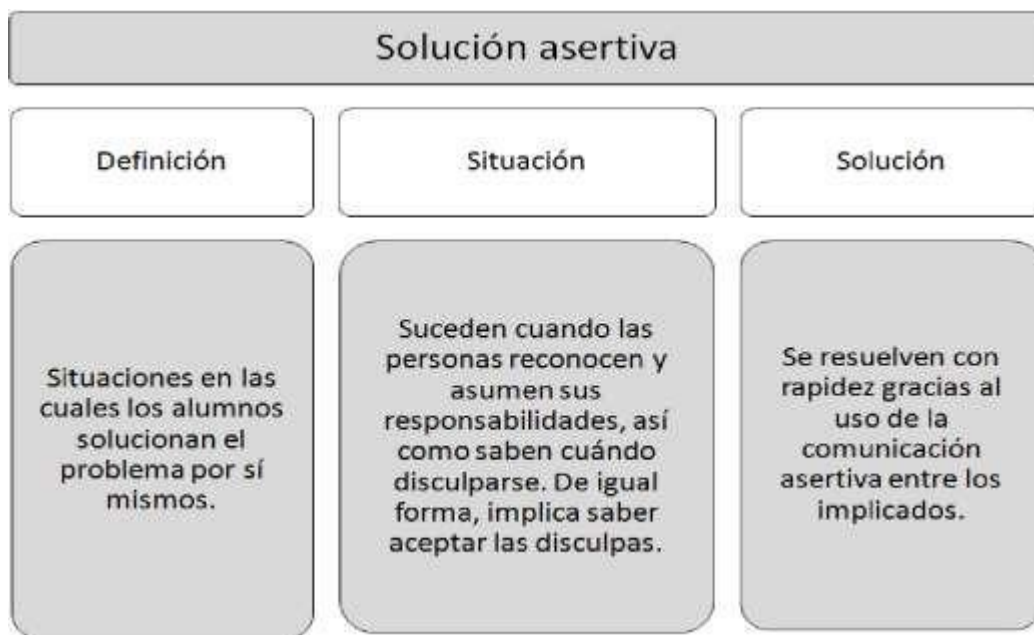 Solución asertiva
Definición
Situación
Solución
Situaciones en las
cuales los alumnos
solucionan el
problema por sí
mismos.
Suceden cuando las
personas reconocen y
asumen sus
responsabilidades, así
como saben cuándo
disculparse. De igual
forma, implica saber
aceptar las disculpas.
Se resuelven con
rapidez gracias al
uso de la
comunicación
asertiva entre los
implicados.